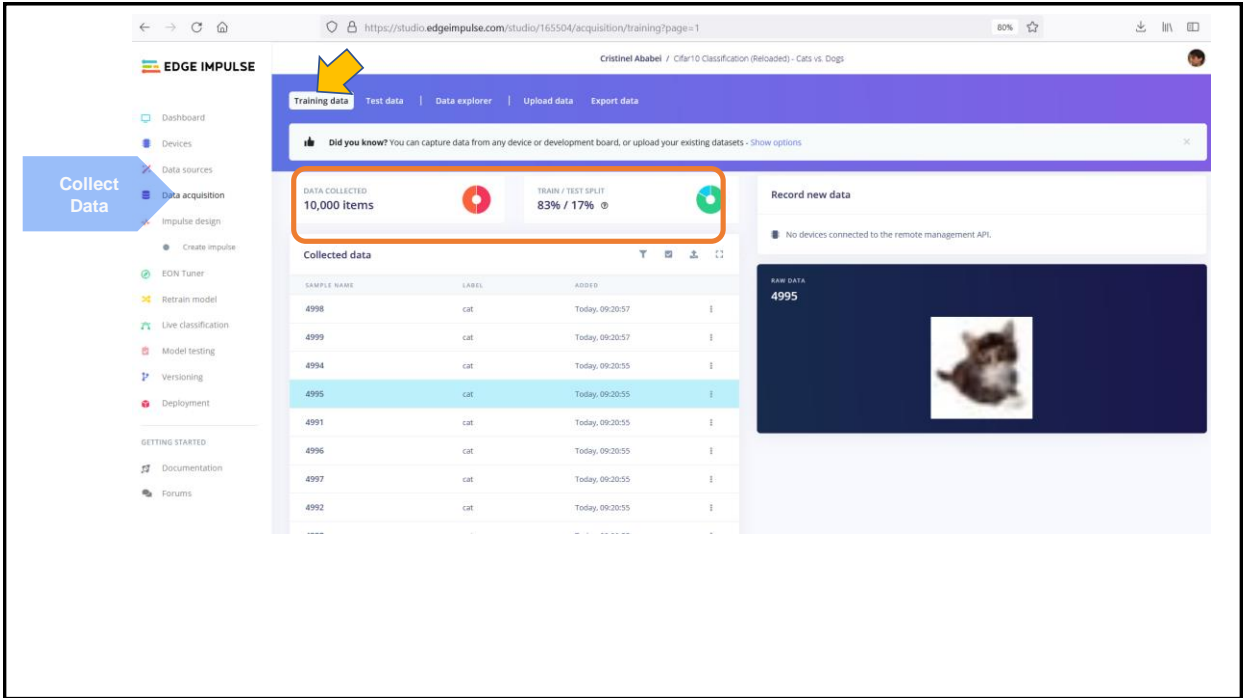 https://studio.edgeimpulse.com/studio/165504/acquisition/training?page=1
80%
EDGE IMPULSE
Cristinel Ababei / Cifar10 Classification (Reloaded) - Cats vs. Dogs
Training data Test data | Data explorer | Upload data Export data
Did you know? You can capture data from any device or development board, or upload your existing datasets - Show options
Collect
Data
Dashboard
Devices
Data sources
Data acquisition
Impulse design
Create impulse
EON Tuner
Retrain model
Live classification
Model testing
Versioning
Deployment
GETTING STARTED
Documentation
Forums
DATA COLLECTED
10,000 items
TRAIN / TEST SPLIT
83% / 17%
Collected data
SAMPLE NAME LABEL ADDED
4998 cat Today, 09:20:57
4999 cat Today, 09:20:57
4994 cat Today, 09:20:55
4995 cat Today, 09:20:55
4991 cat Today, 09:20:55
4996 cat Today, 09:20:55
4997 cat Today, 09:20:55
4992 cat Today, 09:20:55
Record new data
No devices connected to the remote management API.
RAW DATA
4995